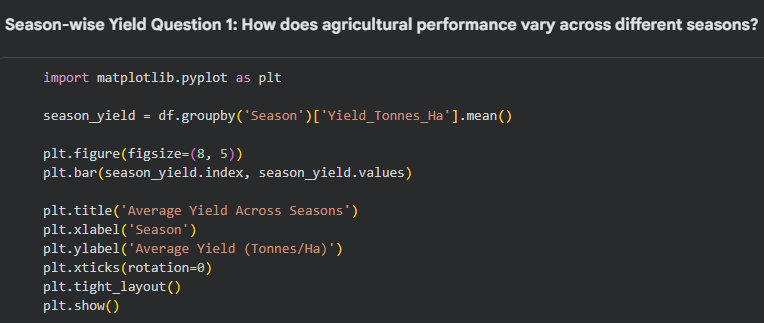 Season-wise Yield Question 1: How does agricultural performance vary across different seasons?
import matplotlib.pyplot as plt
season_yield = df.groupby('Season')['Yield_Tonnes_Ha'].mean()
plt.figure(figsize=(8, 5))
plt.bar(season_yield.index, season_yield.values)
plt.title('Average Yield Across Seasons')
plt.xlabel('Season')
plt.ylabel('Average Yield (Tonnes/Ha)')
plt.xticks(rotation=0)
plt.tight_layout()
plt.show()